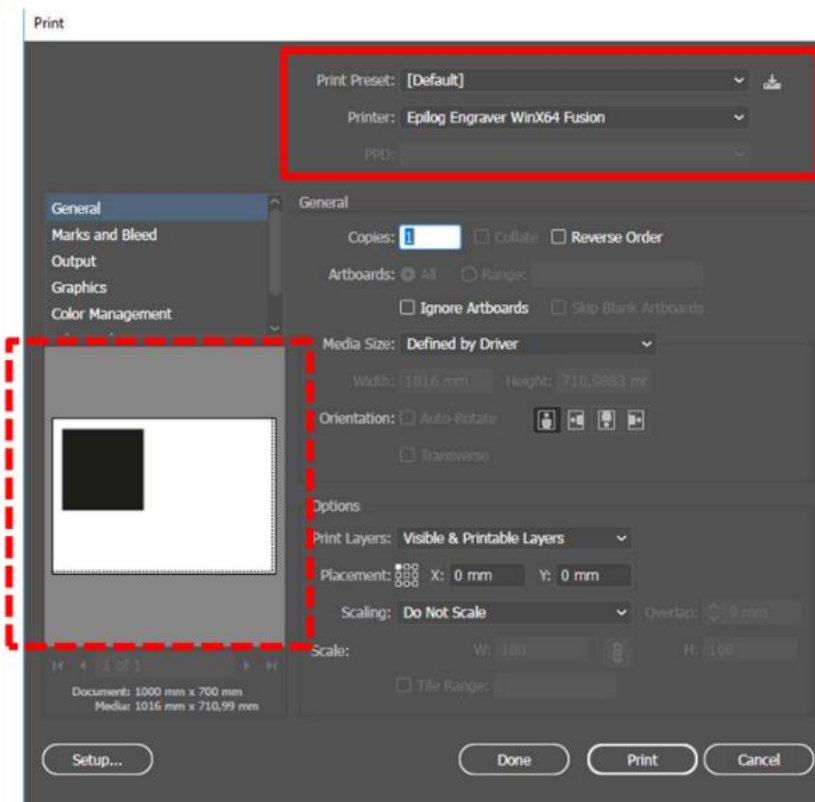 Print
Print Preset: [Default]
Printer: Epilog Engraver WinX64 Fusion
PPD:
General
Marks and Bleed
Output
Graphics
Color Management
General
Copies: 1 Collate Reverse Order
Artboards: All Range:
Ignore Artboards Skip Blank Artboards
Media Size: Defined by Driver
Width: 1016 mm Height: 710,9883 mr
Orientation: Auto-Rotate
Transverse
Options
Print Layers: Visible & Printable Layers
Placement: X: 0 mm Y: 0 mm
Scaling: Do Not Scale Overlap: 0 mm
Scale: W: 100 H: 100
Tile Range:
1 of 1
Document: 1000 mm x 700 mm
Media: 1016 mm x 710,99 mm
Setup... Done Print Cancel